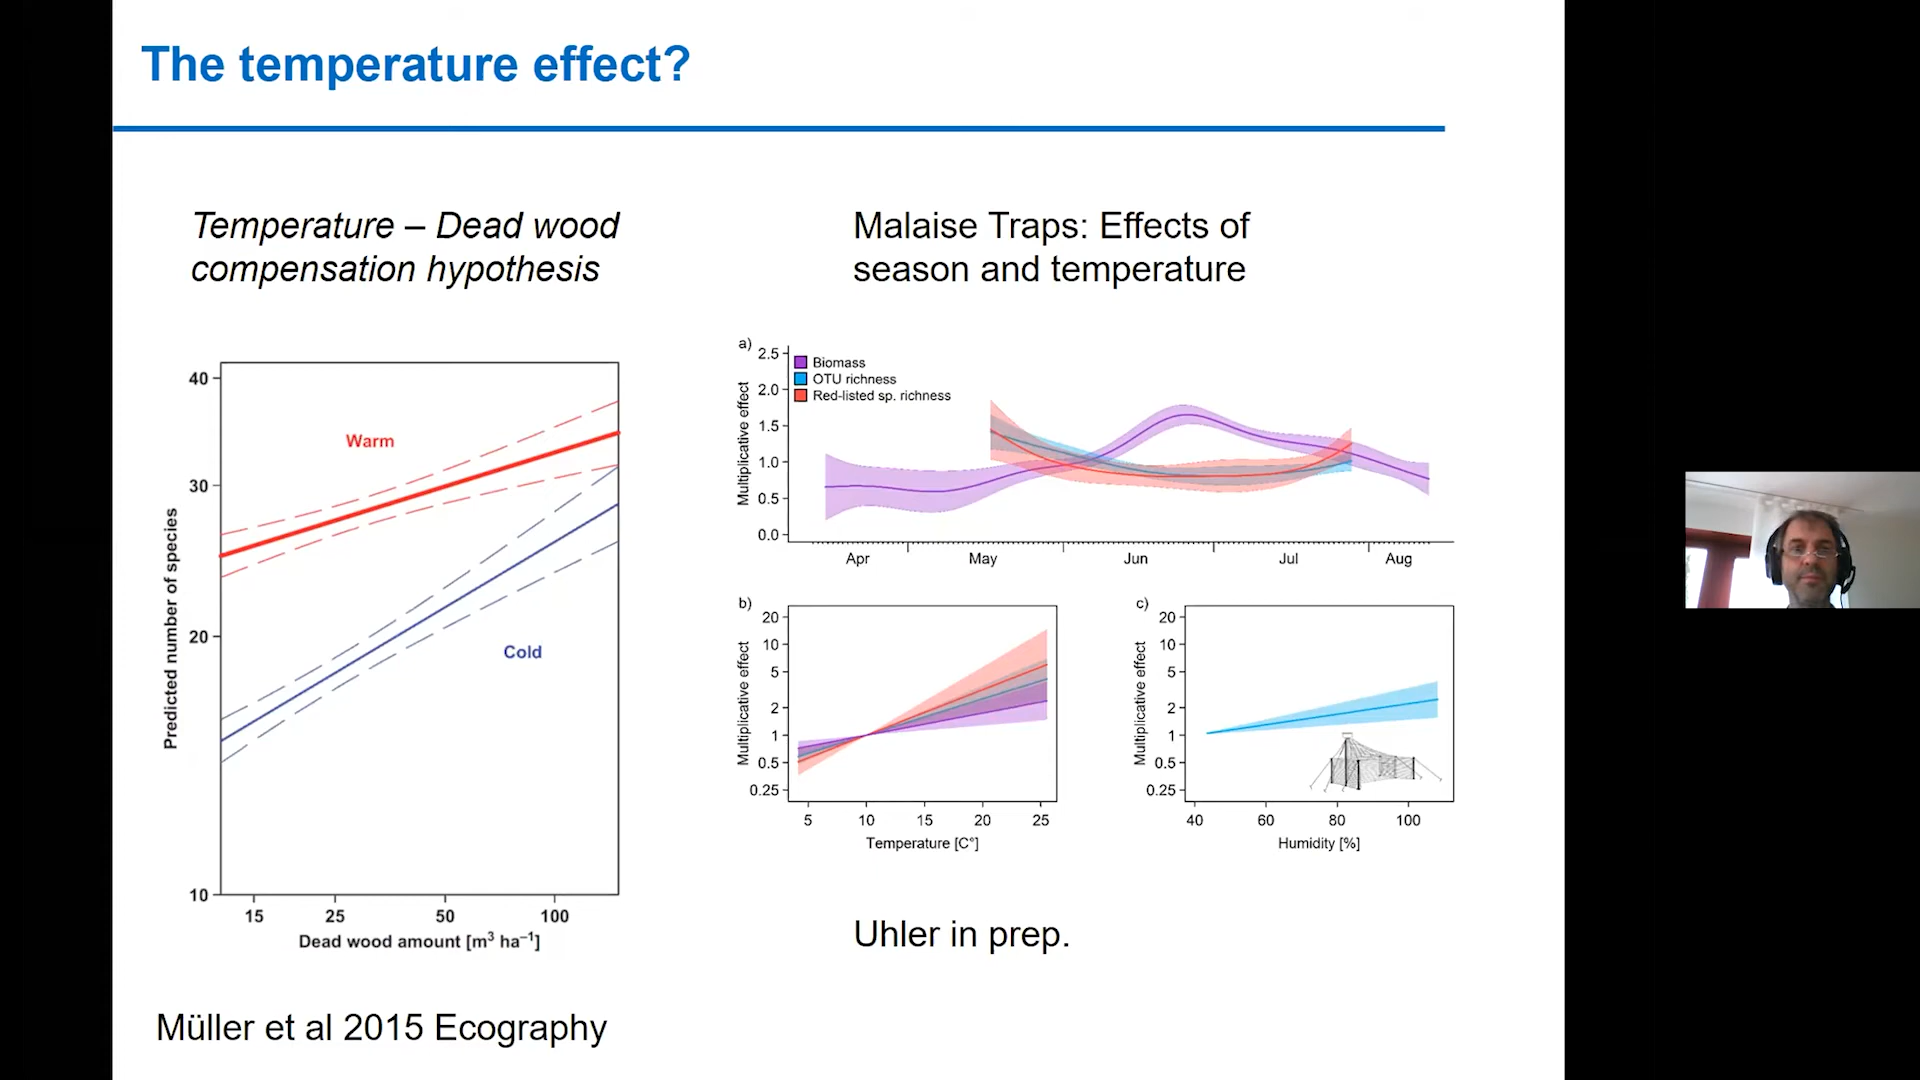 The temperature effect?
Temperature – Dead wood
compensation hypothesis
Malaise Traps: Effects of
season and temperature
40
30
20
10
Predicted number of species
Warm
Cold
15 25 50 100
Dead wood amount [m³ ha⁻¹]
Müller et al 2015 Ecography
a)
2.5
2.0
1.5
1.0
0.5
0.0
Multiplicative effect
Biomass
OTU richness
Red-listed sp. richness
Apr May Jun Jul Aug
b)
20
10
5
2
1
0.5
0.25
Multiplicative effect
5 10 15 20 25
Temperature [C°]
c)
20
10
5
2
1
0.5
0.25
Multiplicative effect
40 60 80 100
Humidity [%]
Uhler in prep.